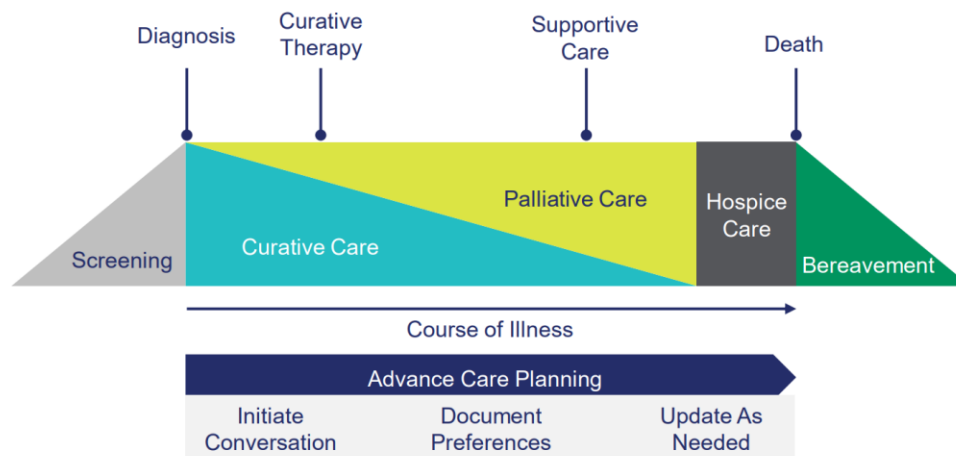 Diagnosis
Curative
Therapy
Supportive
Care
Death
Screening
Curative Care
Palliative Care
Hospice
Care
Bereavement
Course of Illness
Advance Care Planning
Initiate
Conversation
Document
Preferences
Update As
Needed